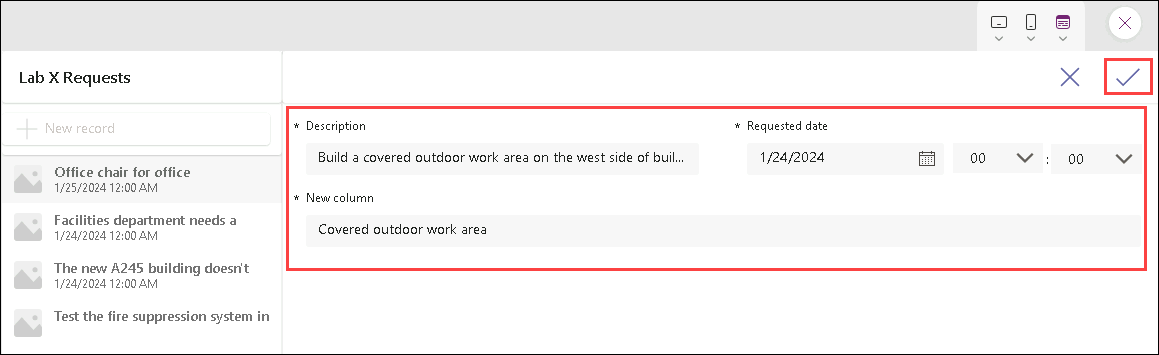 Lab X Requests
New record
Office chair for office
1/25/2024 12:00 AM
Facilities department needs a
1/24/2024 12:00 AM
The new A245 building doesn't
1/24/2024 12:00 AM
Test the fire suppression system in
* Description
Build a covered outdoor work area on the west side of buil...
* Requested date
1/24/2024
00 : 00
* New column
Covered outdoor work area